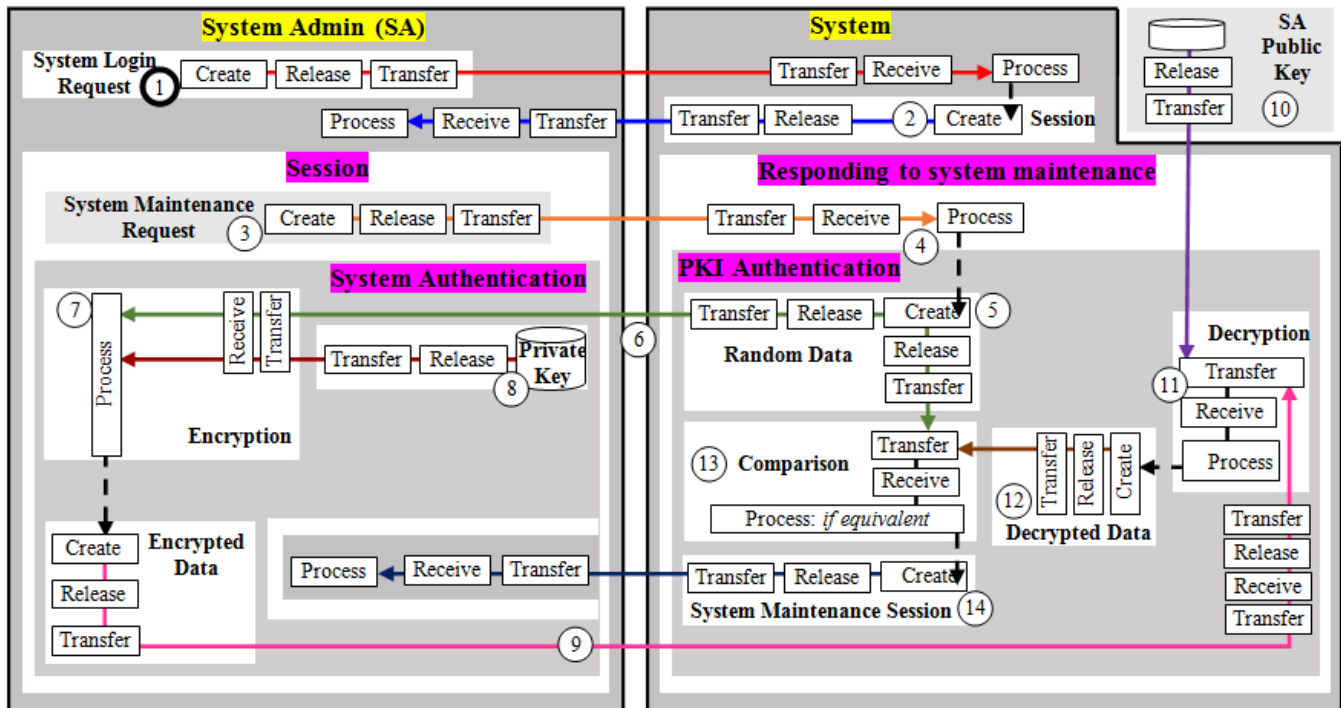 System Admin (SA)
System
SA
Public
Key
10
System Login
Request
1
Create
Release
Transfer
Transfer
Receive
Process
Release
Transfer
Process
Receive
Transfer
Transfer
Release
2
Create
Session
Session
Responding to system maintenance
System Maintenance
Request
3
Create
Release
Transfer
Transfer
Receive
4
Process
System Authentication
PKI Authentication
7
Process
Receive
Transfer
6
Transfer
Release
Create
5
Random Data
Release
Transfer
Transfer
Release
8
Private
Key
Encryption
Decryption
11
Transfer
Receive
Process
13
Comparison
Transfer
Receive
Process: if equivalent
12
Transfer
Release
Create
Decrypted Data
Create
Release
Transfer
Encrypted
Data
Process
Receive
Transfer
Transfer
Release
Create
System Maintenance Session
14
Transfer
Release
Receive
Transfer
9